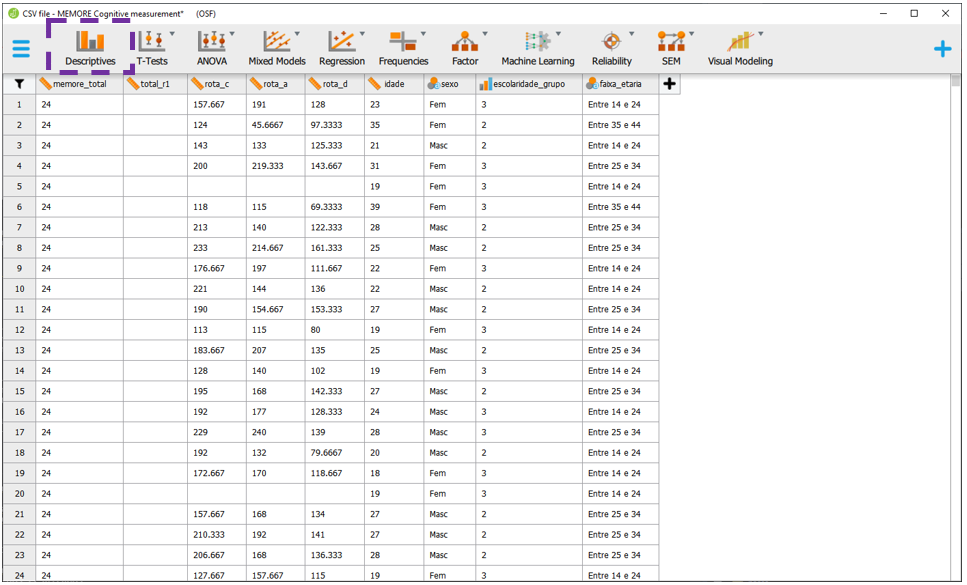 CSV file - MEMORE Cognitive measurement* (OSF)
Descriptives T-Tests ANOVA Mixed Models Regression Frequencies Factor Machine Learning Reliability SEM Visual Modeling
memore_total total_r1 rota_c rota_a rota_d idade sexo escolaridade_grupo faixa_etaria
1 24 157.667 191 128 23 Fem 3 Entre 14 e 24
2 24 124 45.6667 97.3333 35 Fem 2 Entre 35 e 44
3 24 143 133 125.333 21 Masc 2 Entre 14 e 24
4 24 200 219.333 143.667 31 Fem 3 Entre 25 e 34
5 24 19 Fem 3 Entre 14 e 24
6 24 118 115 69.3333 39 Fem 3 Entre 35 e 44
7 24 213 140 122.333 28 Masc 2 Entre 25 e 34
8 24 233 214.667 161.333 25 Masc 2 Entre 25 e 34
9 24 176.667 197 111.667 22 Fem 3 Entre 14 e 24
10 24 221 144 136 22 Masc 2 Entre 14 e 24
11 24 190 154.667 153.333 27 Masc 2 Entre 25 e 34
12 24 113 115 80 19 Fem 3 Entre 14 e 24
13 24 183.667 207 135 25 Masc 2 Entre 25 e 34
14 24 128 140 102 19 Fem 3 Entre 14 e 24
15 24 195 168 142.333 27 Masc 2 Entre 25 e 34
16 24 192 177 128.333 24 Masc 3 Entre 14 e 24
17 24 229 240 139 28 Masc 3 Entre 25 e 34
18 24 192 132 79.6667 20 Masc 2 Entre 14 e 24
19 24 172.667 170 118.667 18 Fem 3 Entre 14 e 24
20 24 19 Fem 3 Entre 14 e 24
21 24 157.667 168 134 27 Masc 2 Entre 25 e 34
22 24 210.333 192 141 27 Masc 2 Entre 25 e 34
23 24 206.667 168 136.333 28 Masc 2 Entre 25 e 34
24 24 127.667 157.667 115 19 Fem 3 Entre 14 e 24